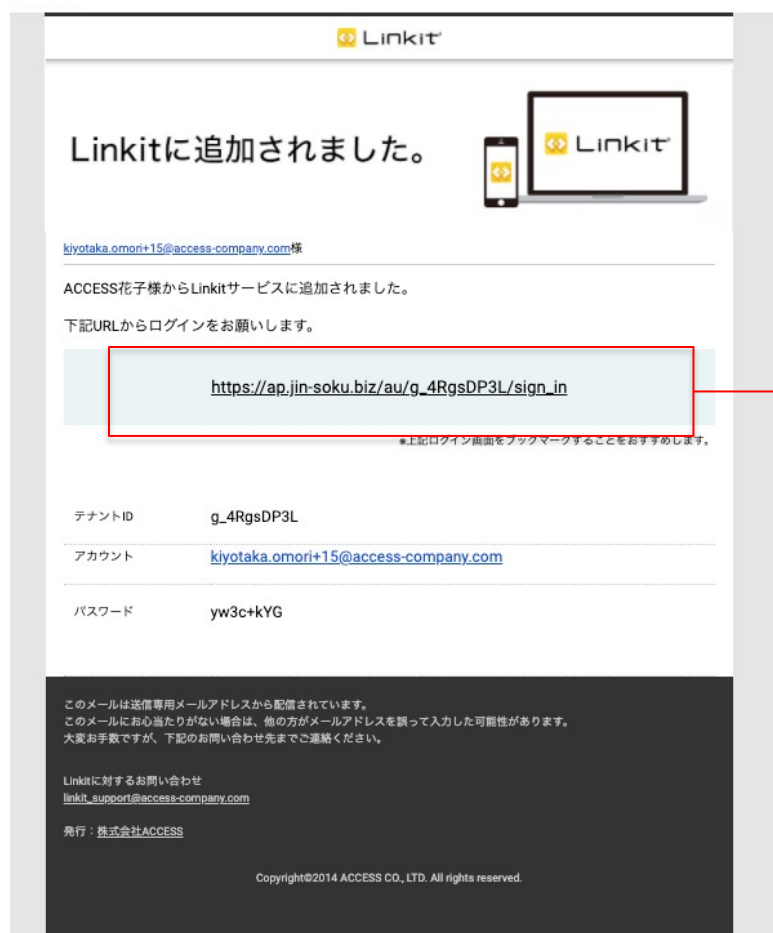 Linkit
Linkitに追加されました。
Linkit
kiyotaka.omori+15@access-company.com様
ACCESS花子様からLinkitサービスに追加されました。
下記URLからログインをお願いします。
https://ap.jin-soku.biz/au/g_4RgsDP3L/sign_in
※上記ログイン画面をブックマークすることをおすすめします。
テナントID g_4RgsDP3L
アカウント kiyotaka.omori+15@access-company.com
パスワード yw3c+kYG
このメールは送信専用メールアドレスから配信されています。
このメールにお心当たりがない場合は、他の方がメールアドレスを誤って入力した可能性があります。
大変お手数ですが、下記のお問い合わせ先までご連絡ください。
Linkitに対するお問い合わせ
linkit_support@access-company.com
発行：株式会社ACCESS
Copyright©2014 ACCESS CO., LTD. All rights reserved.